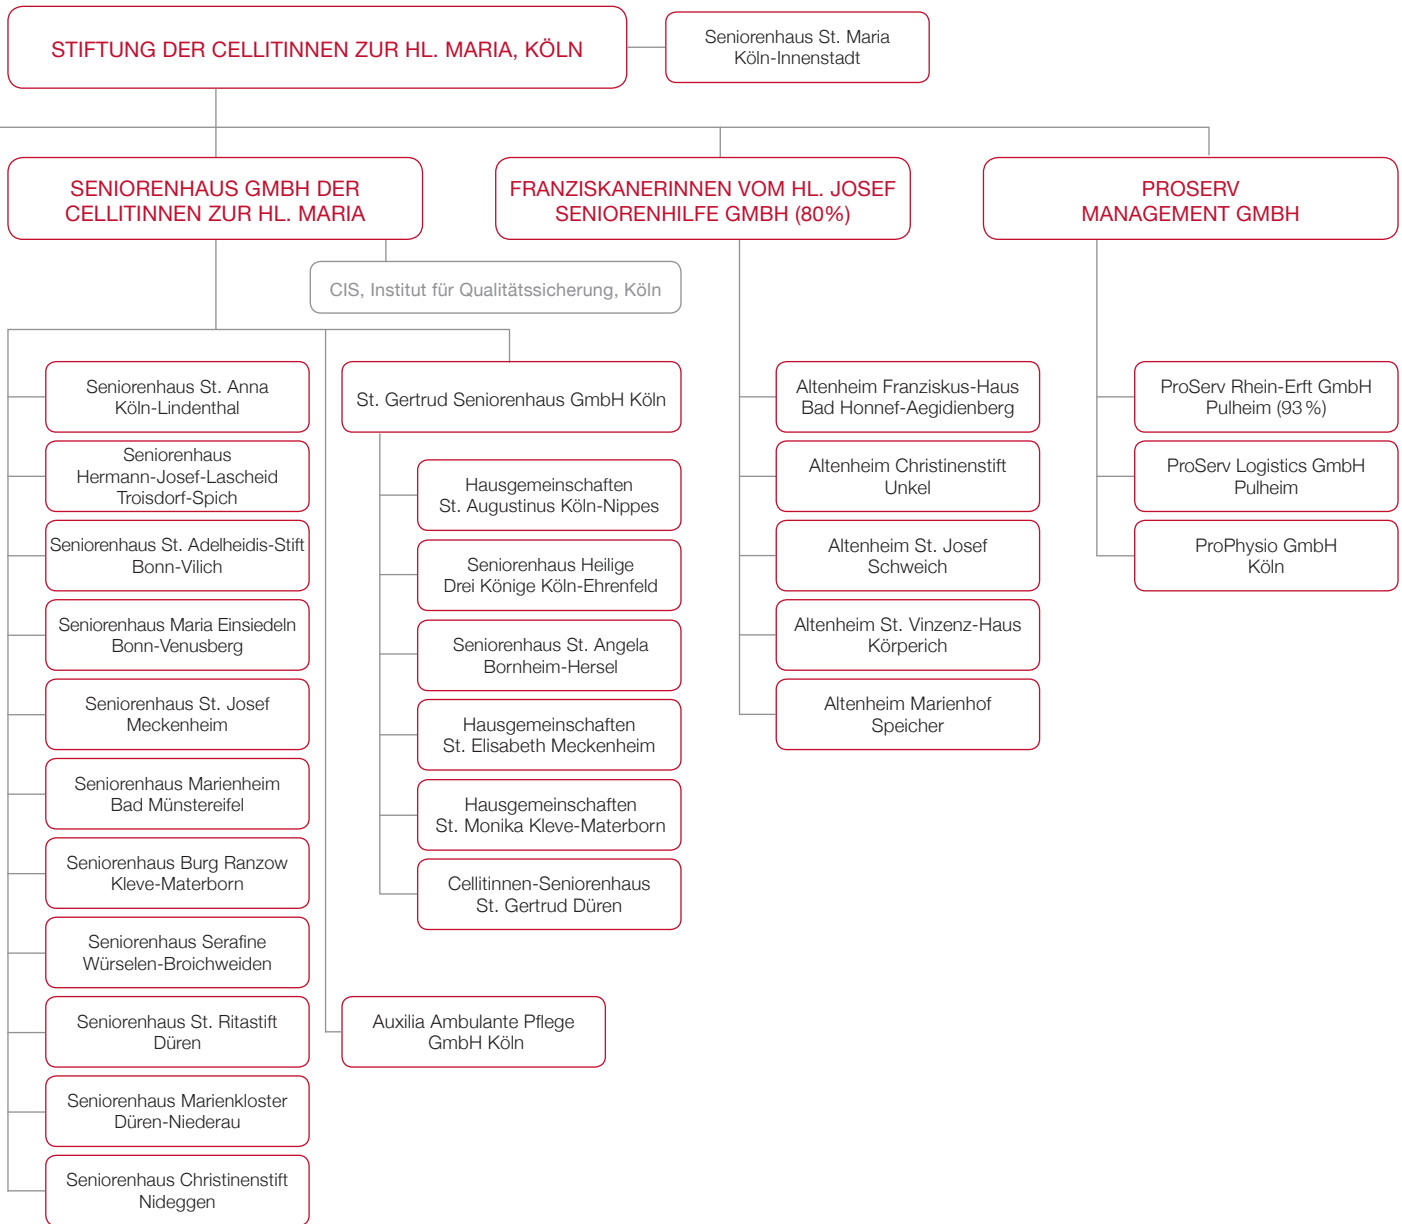 STIFTUNG DER CELLITINNEN ZUR HL. MARIA, KÖLN
Seniorenhaus St. Maria
Köln-Innenstadt
SENIORENHAUS GMBH DER
CELLITINNEN ZUR HL. MARIA
FRANZISKANERINNEN VOM HL. JOSEF
SENIORENHILFE GMBH (80%)
PROSERV
MANAGEMENT GMBH
CIS, Institut für Qualitätssicherung, Köln
Seniorenhaus St. Anna
Köln-Lindenthal
Seniorenhaus
Hermann-Josef-Lascheid
Troisdorf-Spich
Seniorenhaus St. Adelheidis-Stift
Bonn-Vilich
Seniorenhaus Maria Einsiedeln
Bonn-Venusberg
Seniorenhaus St. Josef
Meckenheim
Seniorenhaus Marienheim
Bad Münstereifel
Seniorenhaus Burg Ranzow
Kleve-Materborn
Seniorenhaus Serafine
Würselen-Broichweiden
Seniorenhaus St. Ritastift
Düren
Seniorenhaus Marienkloster
Düren-Niederau
Seniorenhaus Christinenstift
Nideggen
St. Gertrud Seniorenhaus GmbH Köln
Hausgemeinschaften
St. Augustinus Köln-Nippes
Seniorenhaus Heilige
Drei Könige Köln-Ehrenfeld
Seniorenhaus St. Angela
Bornheim-Hersel
Hausgemeinschaften
St. Elisabeth Meckenheim
Hausgemeinschaften
St. Monika Kleve-Materborn
Cellitinnen-Seniorenhaus
St. Gertrud Düren
Auxilia Ambulante Pflege
GmbH Köln
Altenheim Franziskus-Haus
Bad Honnef-Aegidienberg
Altenheim Christinenstift
Unkel
Altenheim St. Josef
Schweich
Altenheim St. Vinzenz-Haus
Körperich
Altenheim Marienhof
Speicher
ProServ Rhein-Erft GmbH
Pulheim (93 %)
ProServ Logistics GmbH
Pulheim
ProPhysio GmbH
Köln